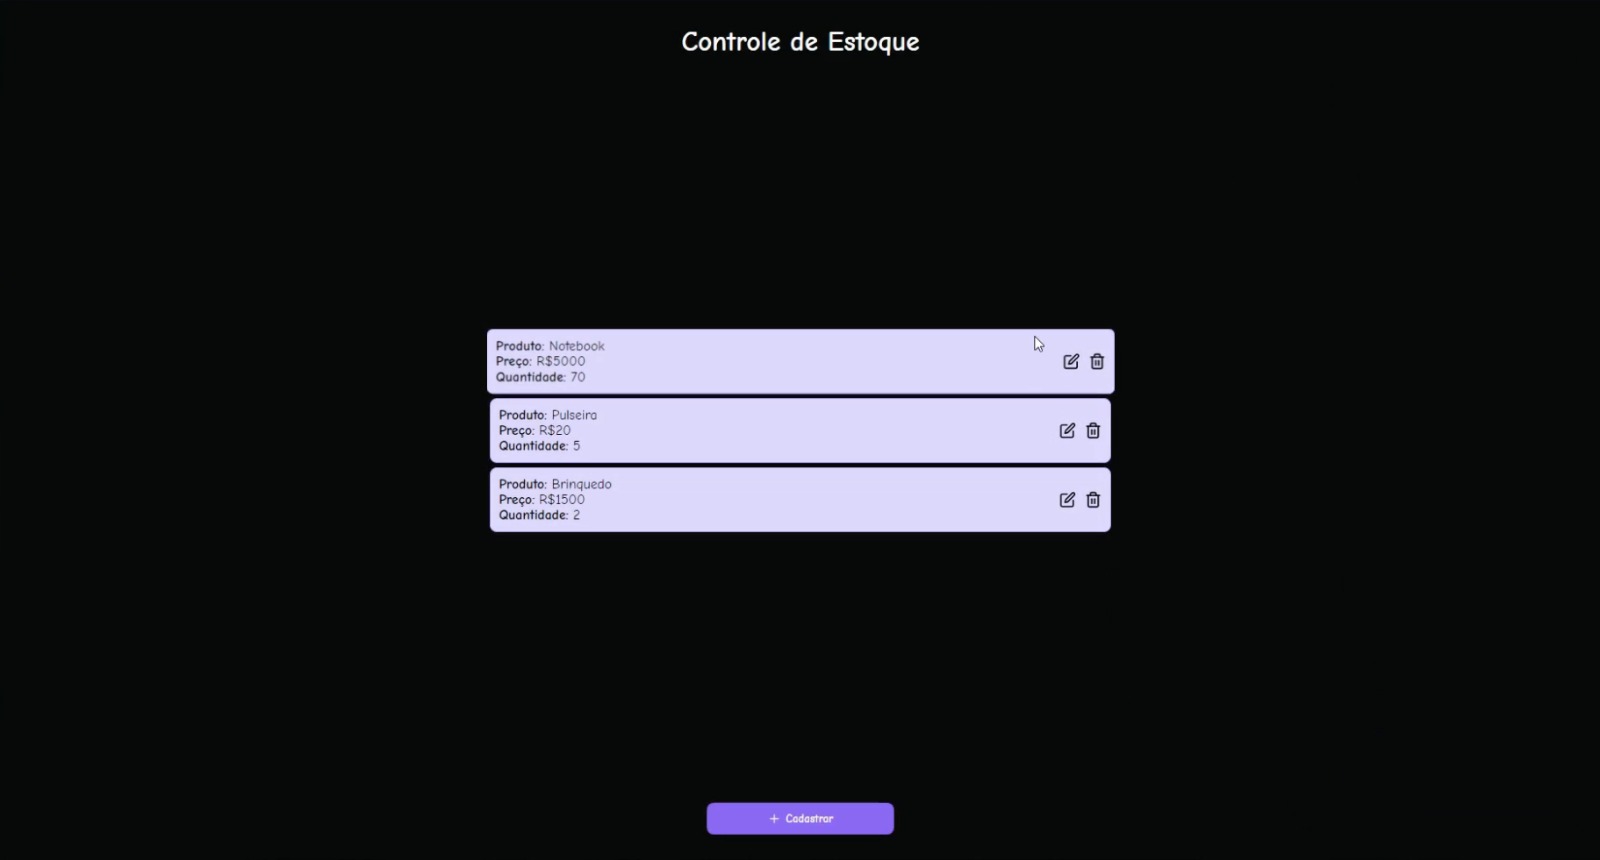 Controle de Estoque
Produto: Notebook
Preço: R$5000
Quantidade: 70
Produto: Pulseira
Preço: R$20
Quantidade: 5
Produto: Brinquedo
Preço: R$1500
Quantidade: 2
+ Cadastrar